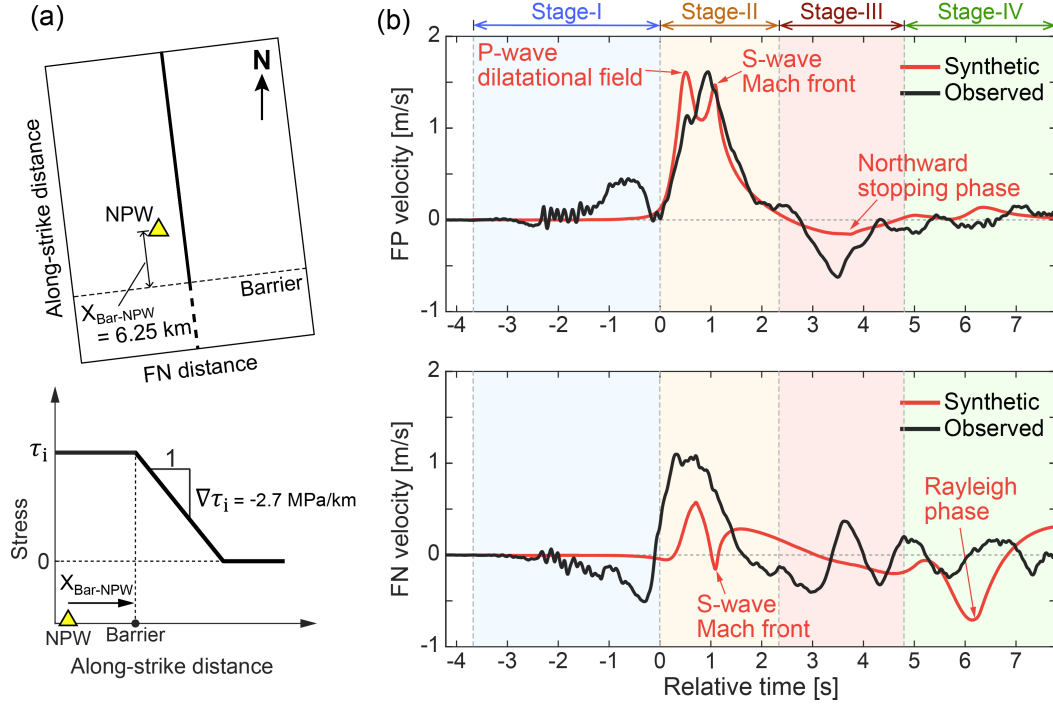 (a)
N
Along-strike distance
NPW
Barrier
X_Bar-NPW
= 6.25 km
FN distance
τi
1
∇τi = -2.7 MPa/km
Stress
0
X_Bar-NPW
NPW
Barrier
Along-strike distance
(b)
Stage-I
Stage-II
Stage-III
Stage-IV
2
1
0
-1
FP velocity [m/s]
P-wave
dilatational field
S-wave
Mach front
Synthetic
Observed
Northward
stopping phase
-4 -3 -2 -1 0 1 2 3 4 5 6 7
2
1
0
-1
FN velocity [m/s]
Synthetic
Observed
Rayleigh
phase
S-wave
Mach front
-4 -3 -2 -1 0 1 2 3 4 5 6 7
Relative time [s]